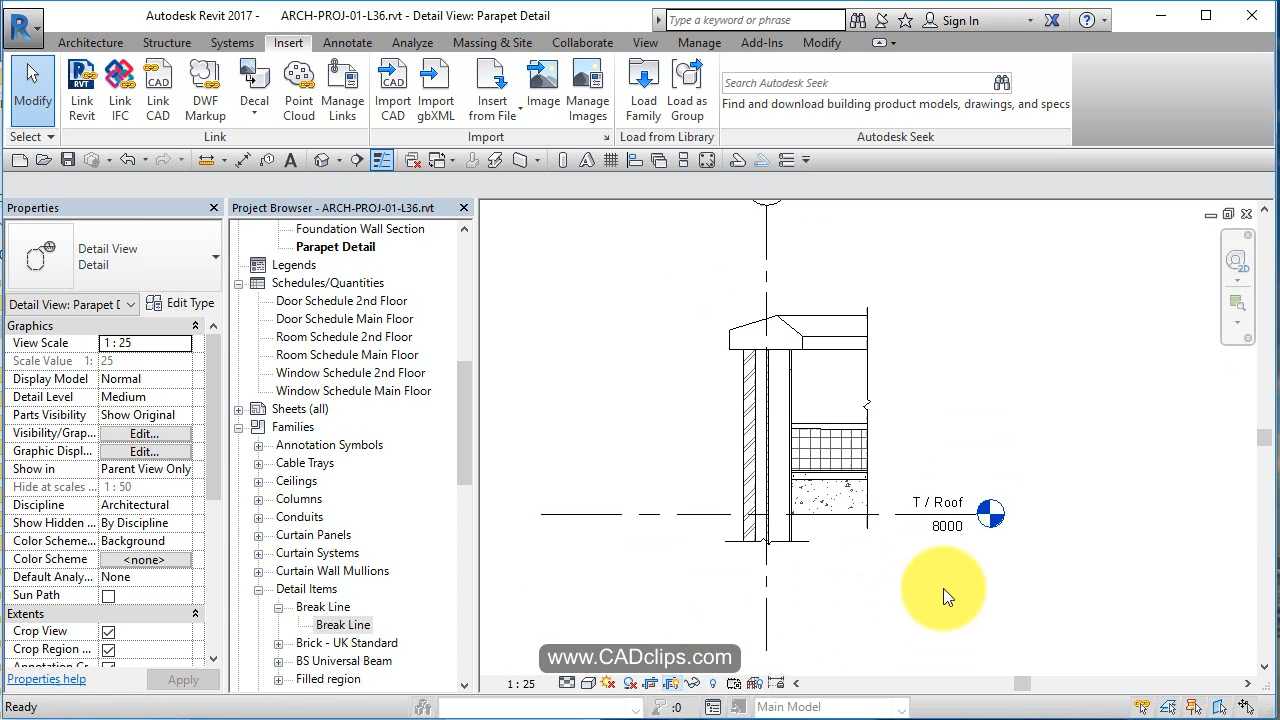 Autodesk Revit 2017 - ARCH-PROJ-01-L36.rvt - Detail View: Parapet Detail
Type a keyword or phrase
Sign In
Architecture Structure Systems Insert Annotate Analyze Massing & Site Collaborate View Manage Add-Ins Modify
Modify
Link Revit
Link IFC
Link CAD
DWF Markup
Decal
Point Cloud
Manage Links
Import CAD
Import gbXML
Insert from File
Image
Manage Images
Load Family
Load as Group
Search Autodesk Seek
Find and download building product models, drawings, and specs
Select Link Import Load from Library Autodesk Seek
Properties
Detail View
Detail
Detail View: Parapet D
Edit Type
Graphics
View Scale 1 : 25
Scale Value 1: 25
Display Model Normal
Detail Level Medium
Parts Visibility Show Original
Visibility/Grap... Edit...
Graphic Displ... Edit...
Show in Parent View Only
Hide at scales ... 1 : 50
Discipline Architectural
Show Hidden ... By Discipline
Color Scheme... Background
Color Scheme <none>
Default Analy... None
Sun Path
Extents
Crop View
Crop Region ...
Properties help
Apply
Project Browser - ARCH-PROJ-01-L36.rvt
Foundation Wall Section
Parapet Detail
Legends
Schedules/Quantities
Door Schedule 2nd Floor
Door Schedule Main Floor
Room Schedule 2nd Floor
Room Schedule Main Floor
Window Schedule 2nd Floor
Window Schedule Main Floor
Sheets (all)
Families
Annotation Symbols
Cable Trays
Ceilings
Columns
Conduits
Curtain Panels
Curtain Systems
Curtain Wall Mullions
Detail Items
Break Line
Break Line
Brick - UK Standard
BS Universal Beam
Filled region
2D
T / Roof
8000
www.CADclips.com
1 : 25
Ready
:0
Main Model